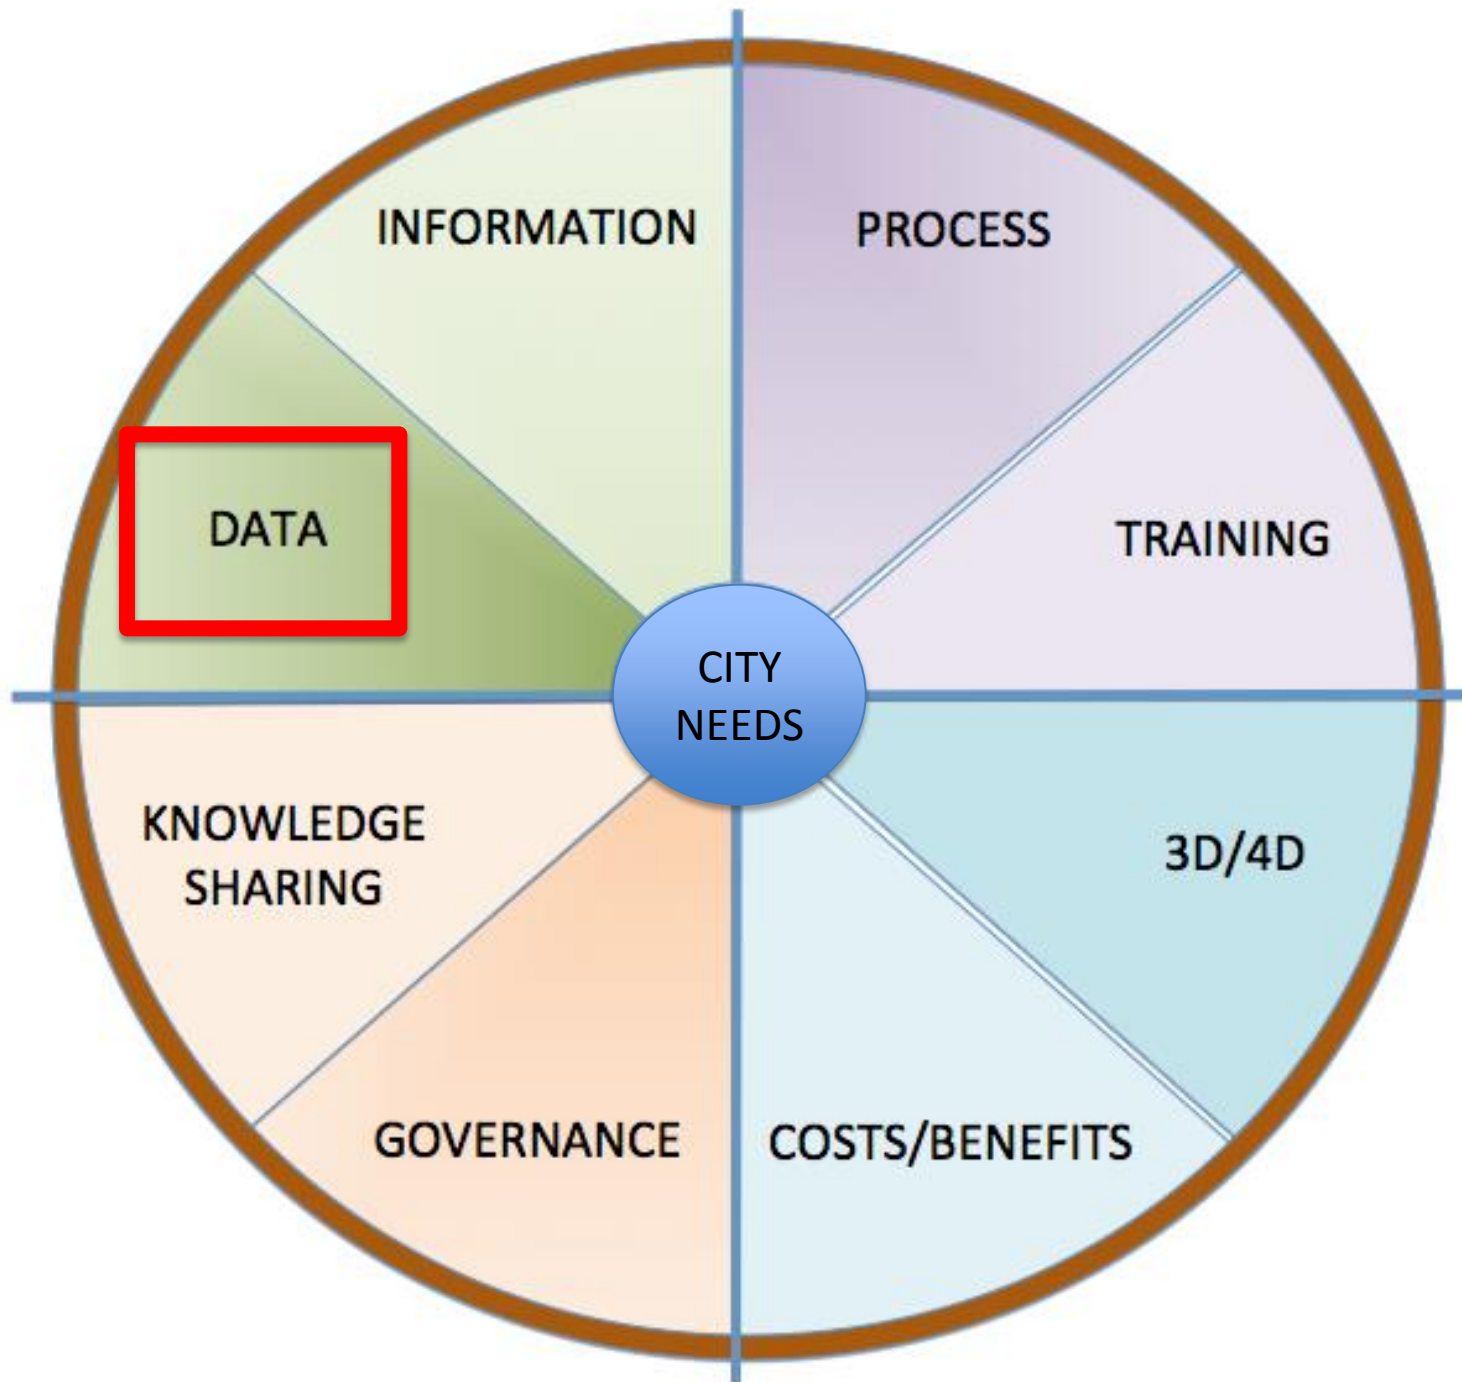 INFORMATION
PROCESS
DATA
TRAINING
CITY
NEEDS
KNOWLEDGE
SHARING
3D/4D
GOVERNANCE
COSTS/BENEFITS